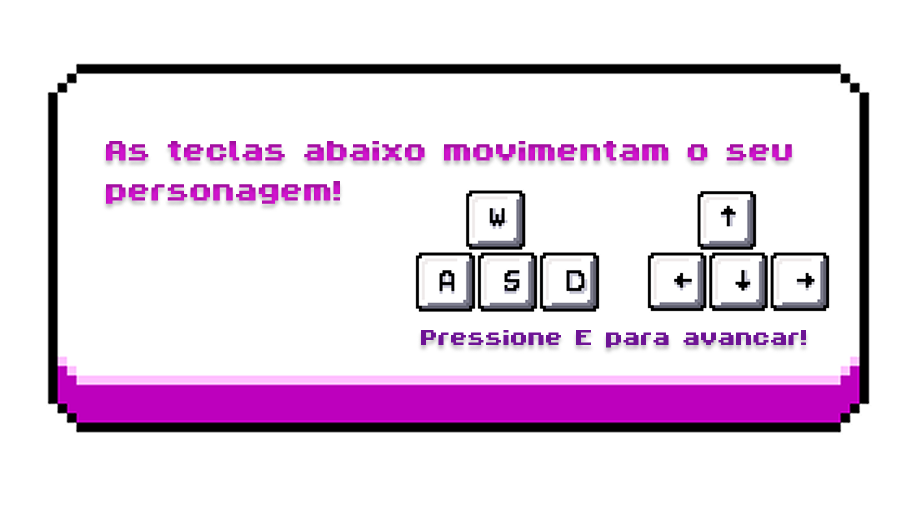 As teclas abaixo movimentam o seu
personagem!
W ↑
A S D ← ↓ →
Pressione E para avancar!